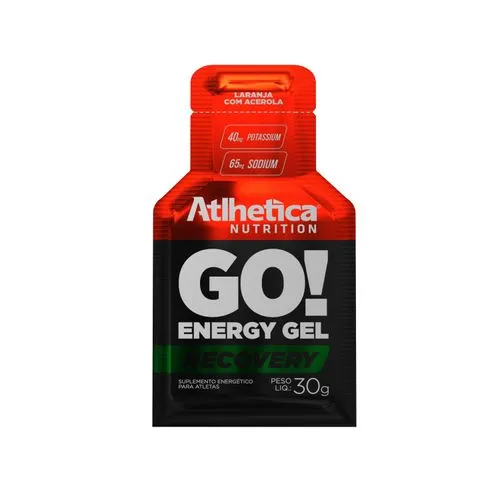 LARANJA
COM ACEROLA
40mg POTASSIUM
65mg SODIUM
Atlhetica®
NUTRITION
GO!
ENERGY GEL
RECOVERY
SUPLEMENTO ENERGÉTICO
PARA ATLETAS
PESO
LIQ.: 30g